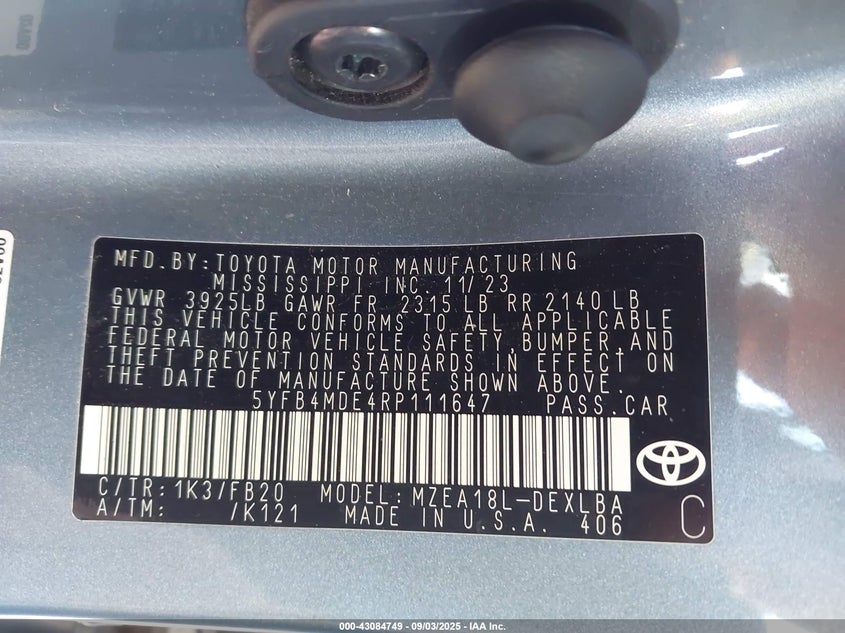 MFD.BY:TOYOTA MOTOR MANUFACTURING
MISSISSIPPI INC. 11/23
GVWR 3925LB GAWR FR 2315 LB RR 2140 LB
THIS VEHICLE CONFORMS TO ALL APPLICABLE
FEDERAL MOTOR VEHICLE SAFETY,BUMPER,AND
THEFT PREVENTION STANDARDS IN EFFECT ON
THE DATE OF MANUFACTURE SHOWN ABOVE.
5YFB4MDE4RP111647 PASS.CAR
C/TR: 1K3/FB20 MODEL: MZEA18L-DEXLBA
A/TM: /K121 MADE IN U.S.A. 406
C
000-43084749 - 09/03/2025 - IAA Inc.